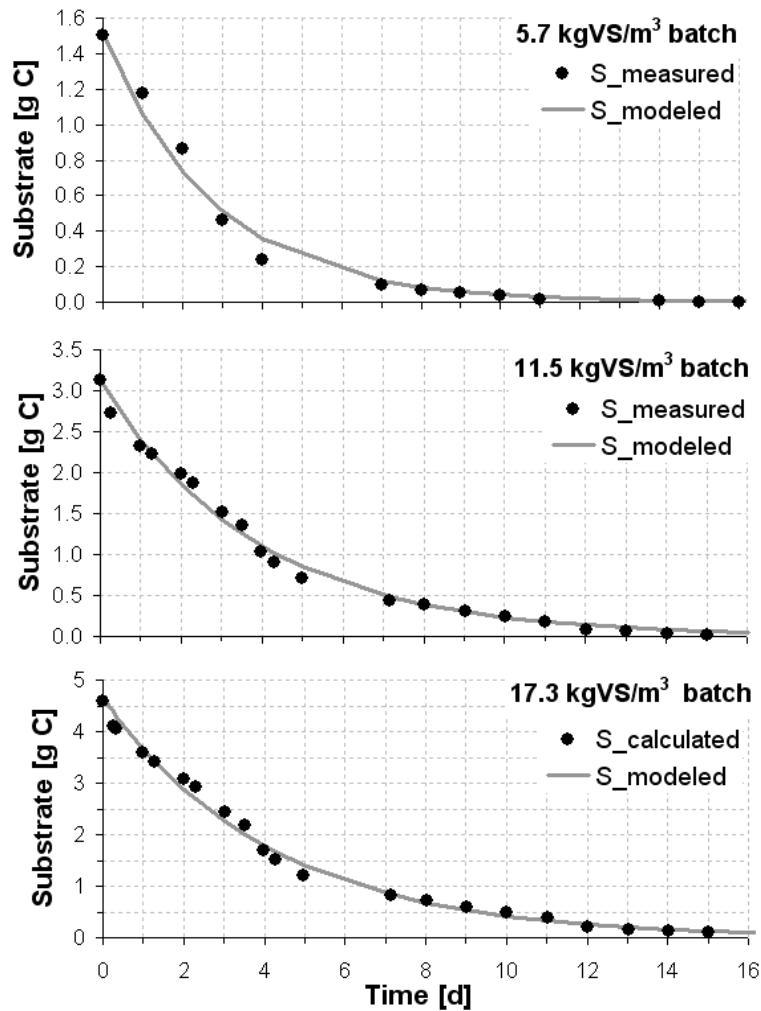 1.6
1.4
1.2
1.0
0.8
0.6
0.4
0.2
0.0
Substrate [g C]
5.7 kgVS/m³ batch
S_measured
S_modeled
3.5
3.0
2.5
2.0
1.5
1.0
0.5
0.0
Substrate [g C]
11.5 kgVS/m³ batch
S_measured
S_modeled
5
4
3
2
1
0
Substrate [g C]
17.3 kgVS/m³ batch
S_calculated
S_modeled
0 2 4 6 8 10 12 14 16
Time [d]